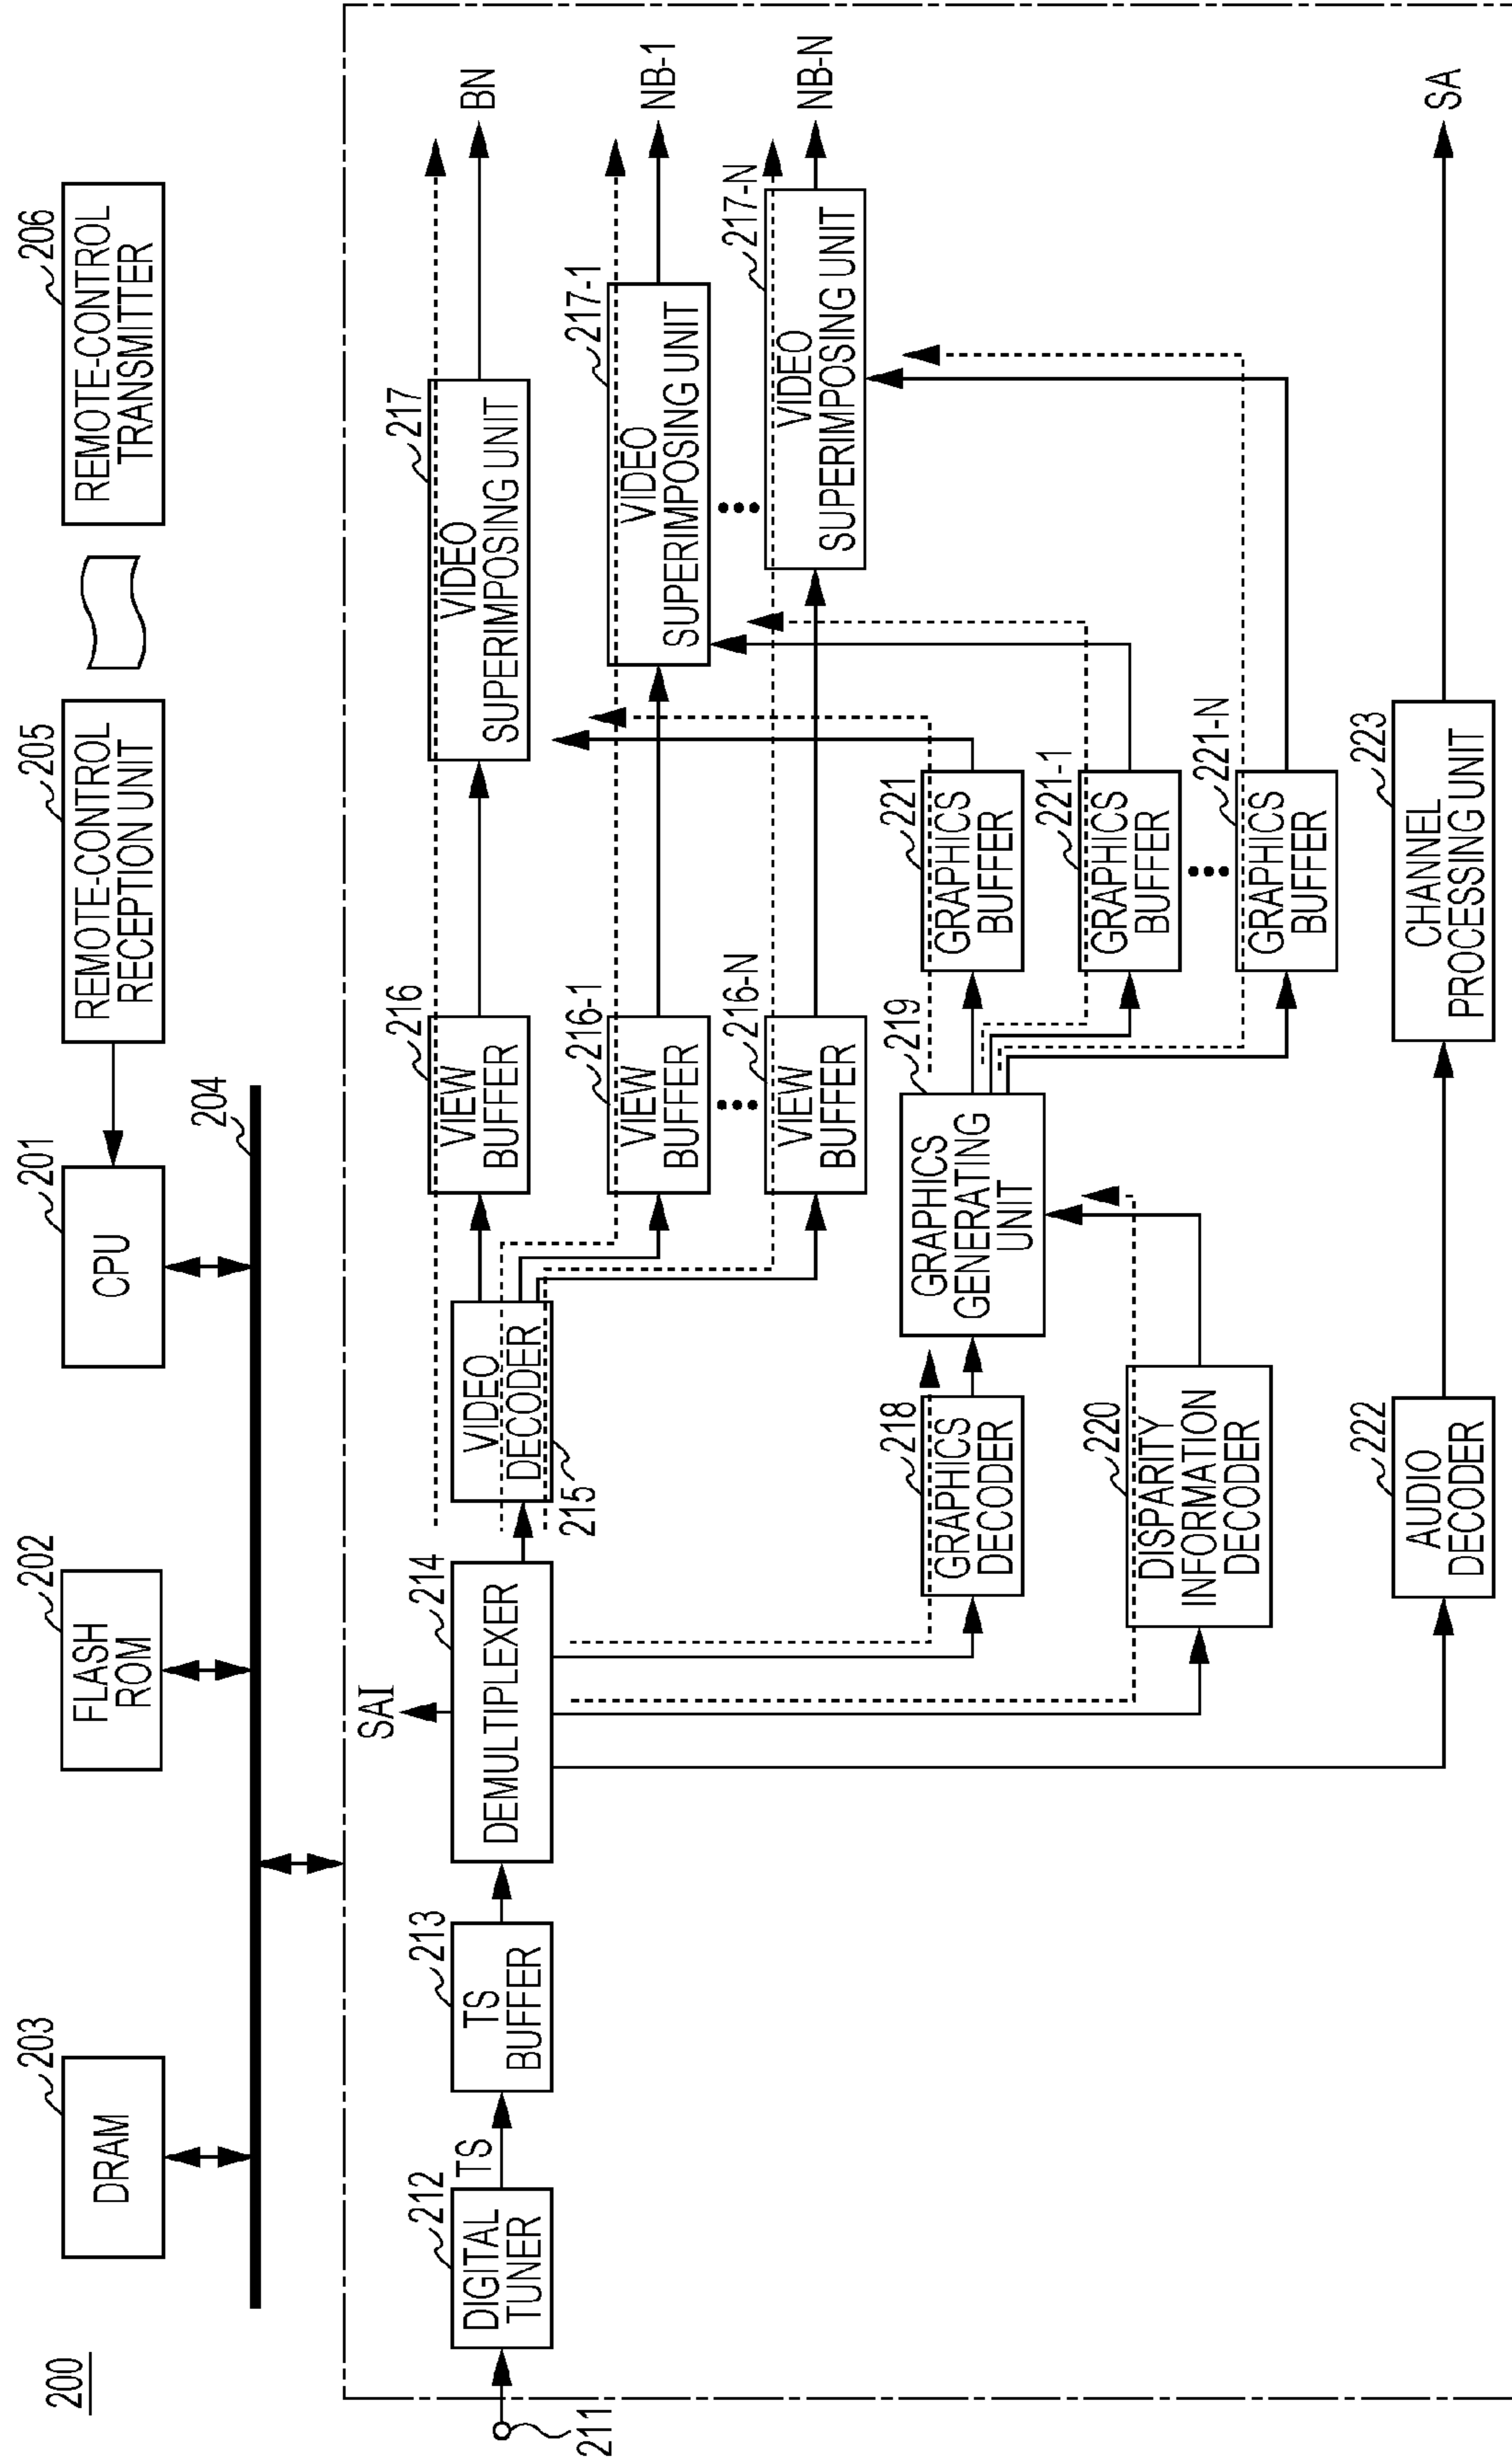 200
203
DRAM
202
FLASH
ROM
201
CPU
205
REMOTE-CONTROL
RECEPTION UNIT
206
REMOTE-CONTROL
TRANSMITTER
204
211
212
DIGITAL
TUNER
TS
213
TS
BUFFER
214
DEMULTIPLEXER
SAI
215
VIDEO
DECODER
216
VIEW
BUFFER
217
VIDEO
SUPERIMPOSING UNIT
BN
216-1
VIEW
BUFFER
217-1
VIDEO
SUPERIMPOSING UNIT
NB-1
216-N
VIEW
BUFFER
217-N
VIDEO
SUPERIMPOSING UNIT
NB-N
218
GRAPHICS
DECODER
219
GRAPHICS
GENERATING
UNIT
221
GRAPHICS
BUFFER
221-1
GRAPHICS
BUFFER
221-N
GRAPHICS
BUFFER
220
DISPARITY
INFORMATION
DECODER
222
AUDIO
DECODER
223
CHANNEL
PROCESSING UNIT
SA